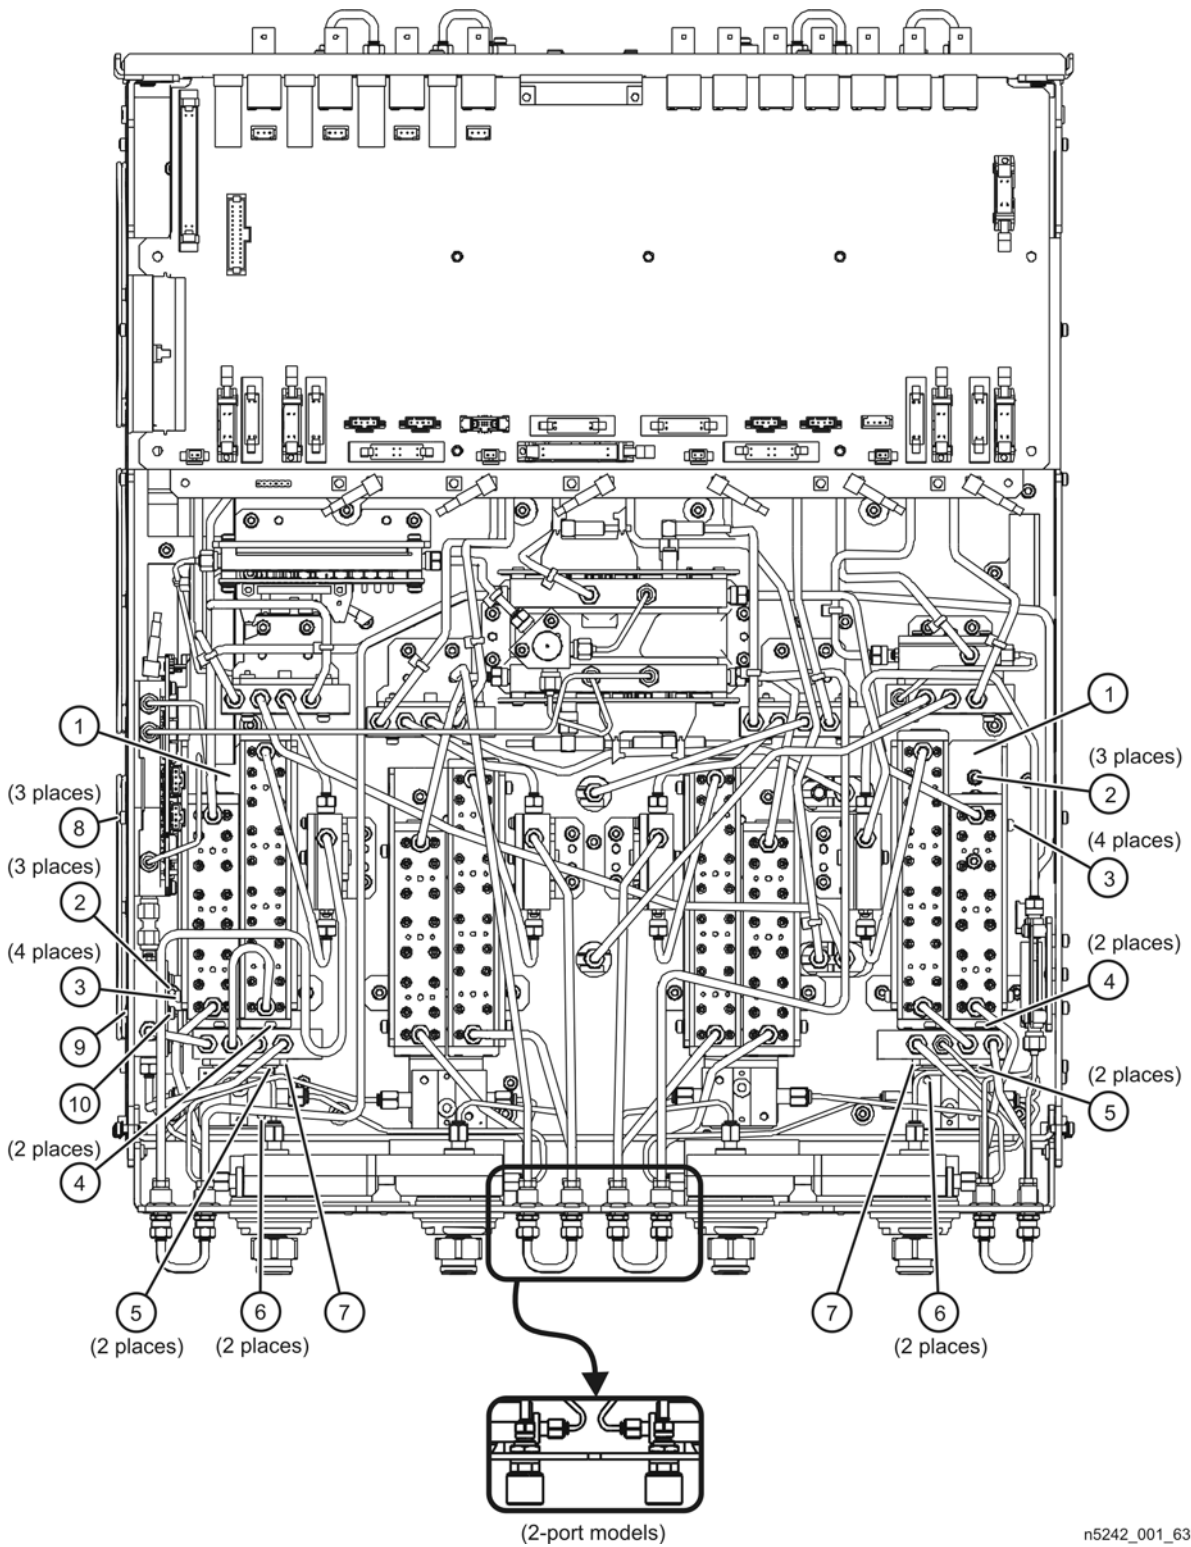 1
(3 places)
8
(3 places)
2
(4 places)
3
9
10
(2 places)
4
1
(3 places)
2
(4 places)
3
(2 places)
4
(2 places)
5
5
(2 places)
6
(2 places)
7
7
6
(2 places)
(2-port models)
n5242_001_63